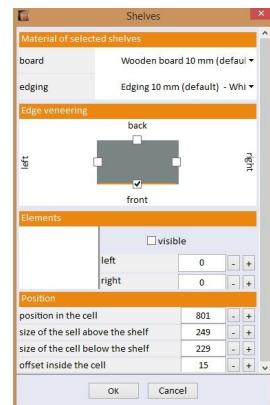 Shelves
Material of selected shelves
board Wooden board 10 mm (defaul
edging Edging 10 mm (default) - Whi
Edge veneering
back
left
right
front
Elements
visible
left 0 - +
right 0 - +
Position
position in the cell 801 - +
size of the sell above the shelf 249 - +
size of the cell below the shelf 229 - +
offset inside the cell 15 - +
OK Cancel